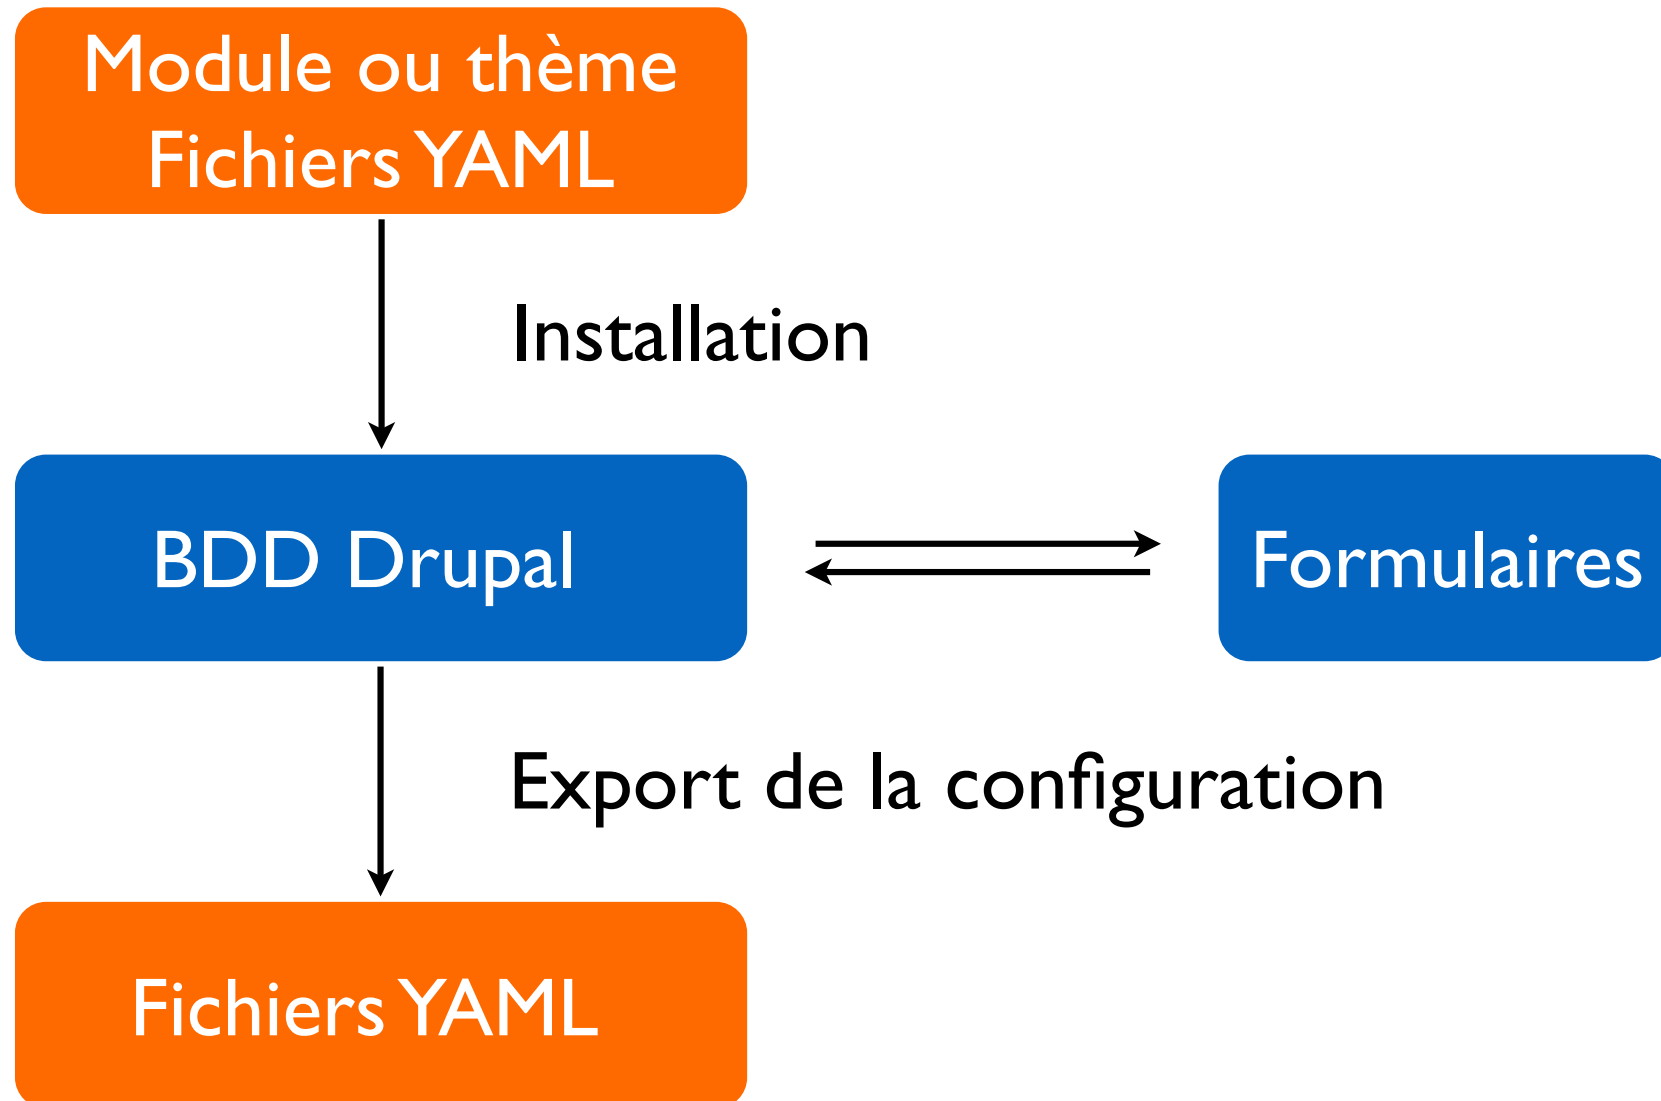 Module ou thème
Fichiers YAML
Installation
BDD Drupal
Formulaires
Export de la configuration
Fichiers YAML